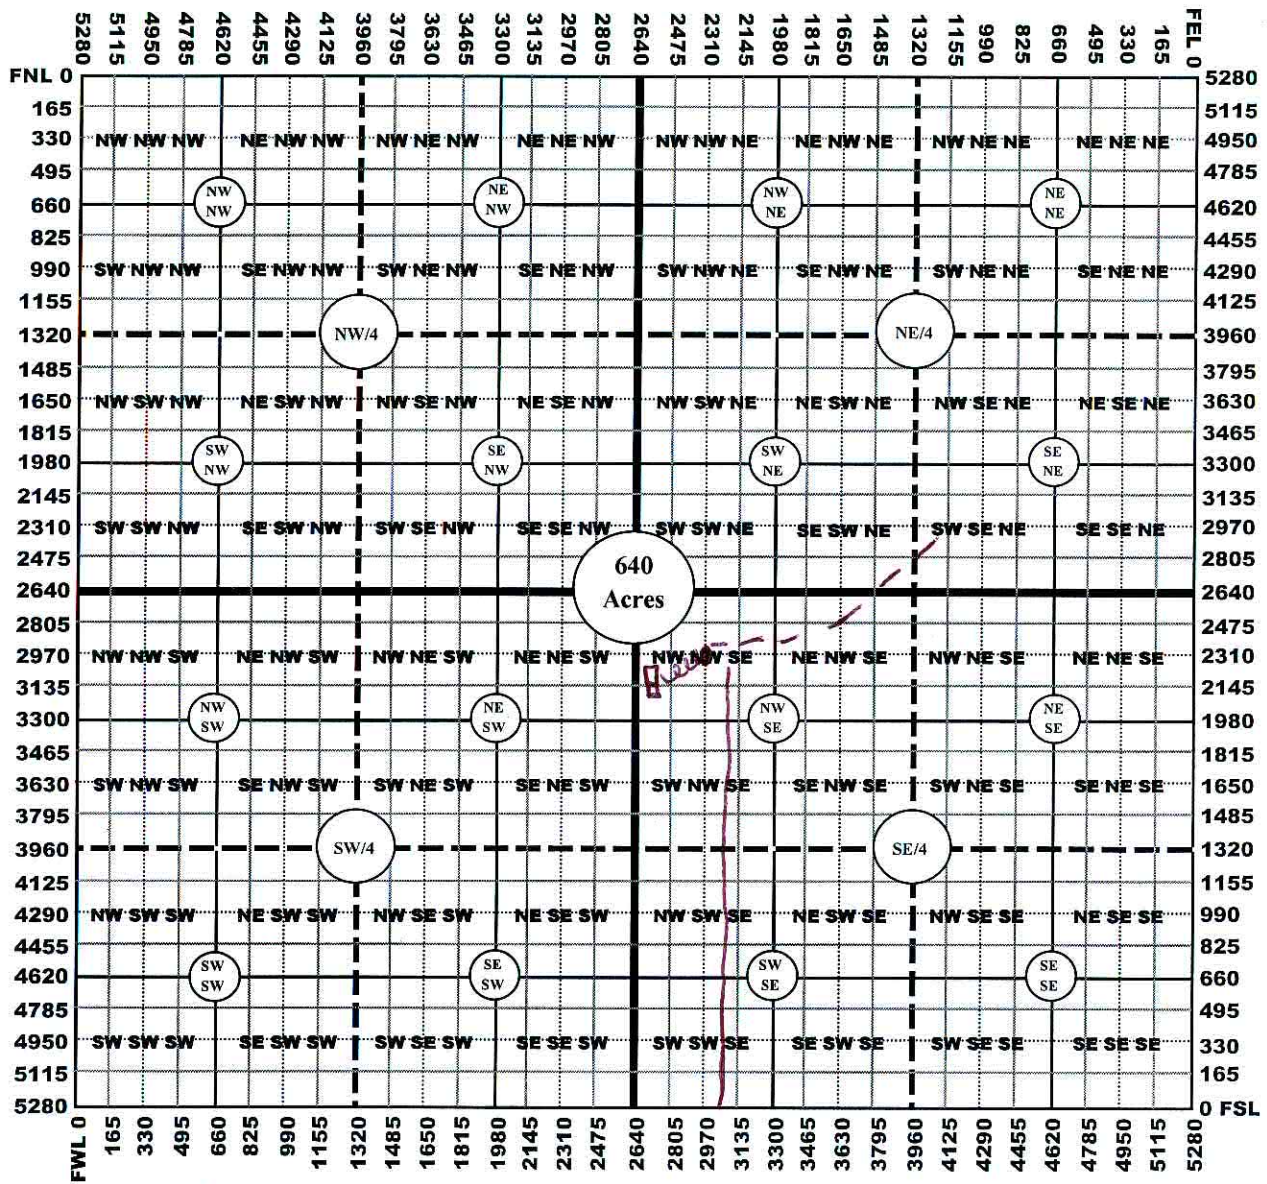 5280 5115 4950 4785 4620 4455 4290 4125 3960 3795 3630 3465 3300 3135 2970 2805 2640 2475 2310 2145 1980 1815 1650 1485 1320 1155 990 825 660 495 330 165 FEL 0
FNL 0 5280
165 5115
330 NW NW NW NE NW NW NW NE NW NE NE NW NW NW NE NE NW NE NW NE NE NE NE NE 4950
495 4785
NW NW NE NW NW NE NE NE
660 4620
825 4455
990 SW NW NW SE NW NW SW NE NW SE NE NW SW NW NE SE NW NE SW NE NE SE NE NE 4290
1155 4125
1320 NW/4 NE/4 3960
1485 3795
1650 NW SW NW NE SW NW NW SE NW NE SE NW NW SW NE NE SW NE NW SE NE NE SE NE 3630
1815 3465
SW NW SE NW SW NE SE NE
1980 3300
2145 3135
2310 SW SW NW SE SW NW SW SE NW SE SE NW SW SW NE SE SW NE SW SE NE SE SE NE 2970
2475 2805
640
Acres
2640 2640
2805 2475
2970 NW NW SW NE NW SW NW NE SW NE NE SW NW NW SE NE NW SE NW NE SE NE NE SE 2310
3135 2145
NW SW NE SW NW SE NE SE
3300 1980
3465 1815
3630 SW NW SW SE NW SW SW NE SW SE NE SW SW NW SE SE NW SE SW NE SE SE NE SE 1650
3795 1485
3960 SW/4 SE/4 1320
4125 1155
4290 NW SW SW NE SW SW NW SE SW NE SE SW NW SW SE NE SW SE NW SE SE NE SE SE 990
4455 825
SW SW SE SW SW SE SE SE
4620 660
4785 495
4950 SW SW SW SE SW SW SW SE SW SE SE SW SW SW SE SE SW SE SW SE SE SE SE SE 330
5115 165
5280 0 FSL
FWL 0 165 330 495 660 825 990 1155 1320 1485 1650 1815 1980 2145 2310 2475 2640 2805 2970 3135 3300 3465 3630 3795 3960 4125 4290 4455 4620 4785 4950 5115 5280